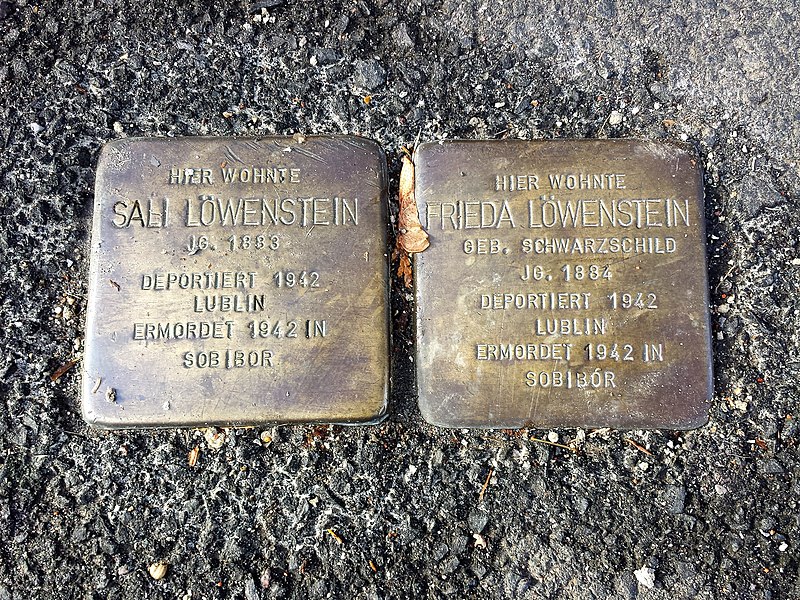 HIER WOHNTE
SALI LÖWENSTEIN
JG. 1883
DEPORTIERT 1942
LUBLIN
ERMORDET 1942 IN
SOBIBOR
HIER WOHNTE
FRIEDA LÖWENSTEIN
GEB. SCHWARZSCHILD
JG. 1884
DEPORTIERT 1942
LUBLIN
ERMORDET 1942 IN
SOBIBÓR